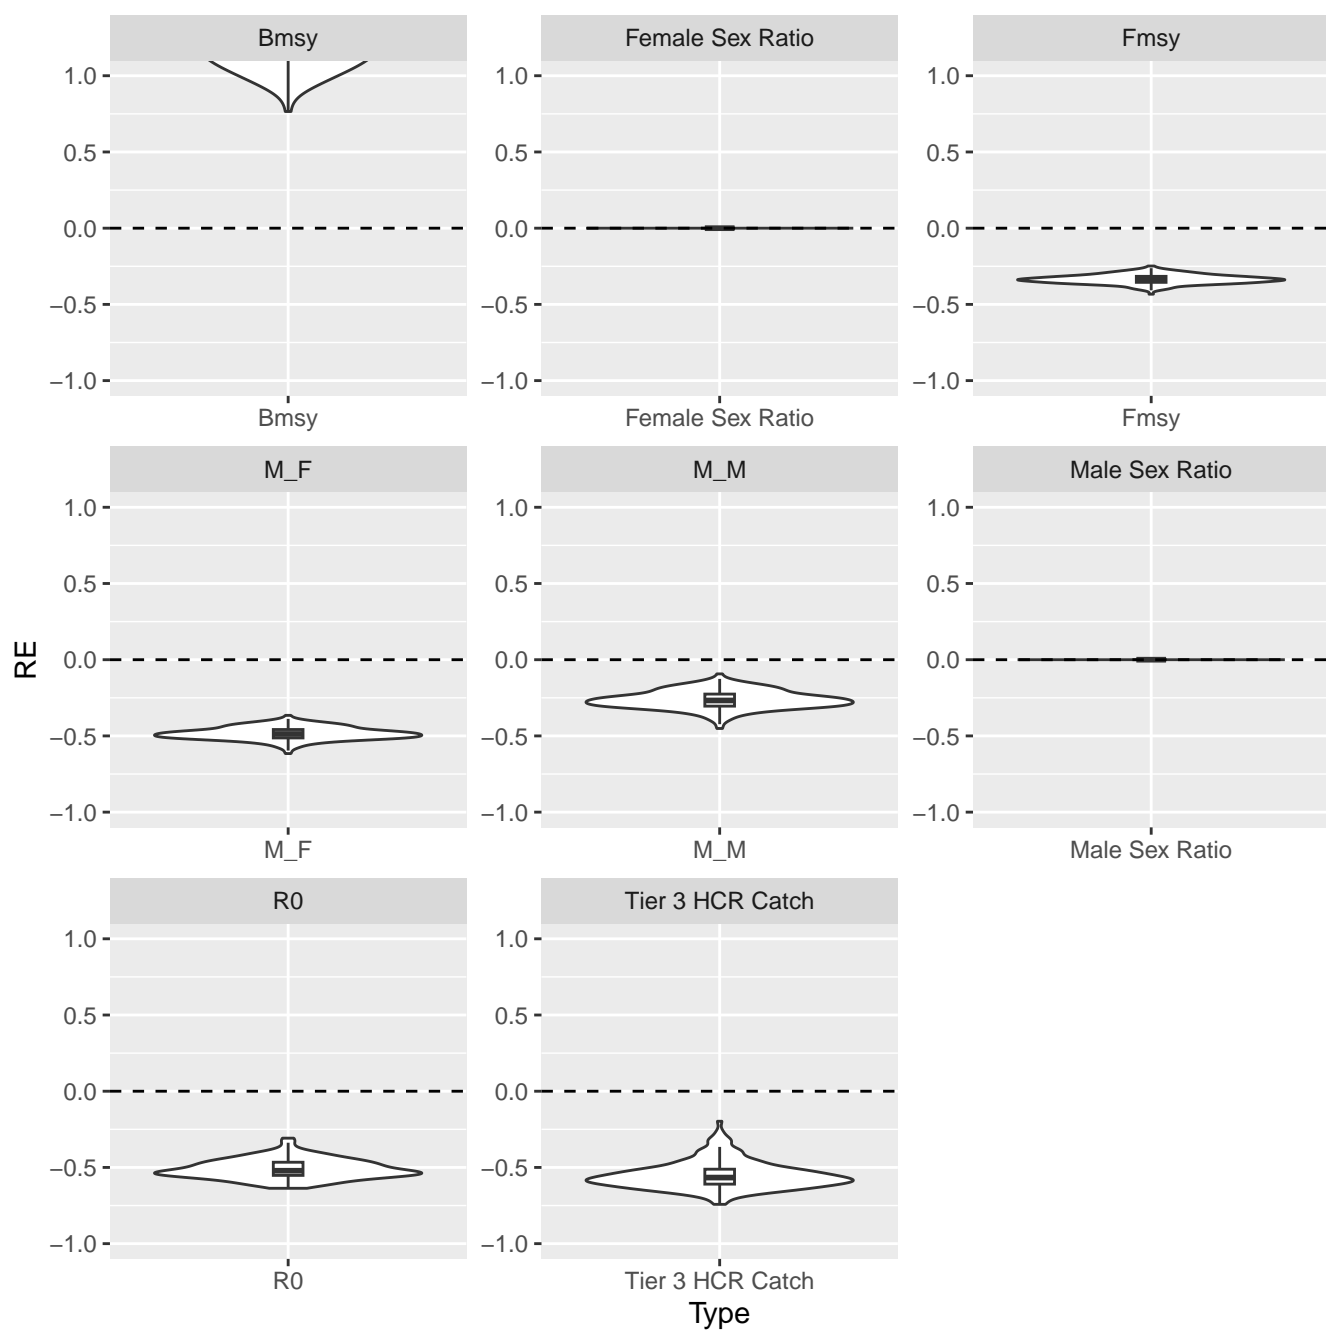 Bmsy Female Sex Ratio Fmsy
1.0 1.0 1.0
0.5 0.5 0.5
0.0 0.0 0.0
−0.5 −0.5 −0.5
−1.0 −1.0 −1.0
Bmsy Female Sex Ratio Fmsy
M_F M_M Male Sex Ratio
1.0 1.0 1.0
0.5 0.5 0.5
RE
0.0 0.0 0.0
−0.5 −0.5 −0.5
−1.0 −1.0 −1.0
M_F M_M Male Sex Ratio
R0 Tier 3 HCR Catch
1.0 1.0
0.5 0.5
0.0 0.0
−0.5 −0.5
−1.0 −1.0
R0 Tier 3 HCR Catch
Type